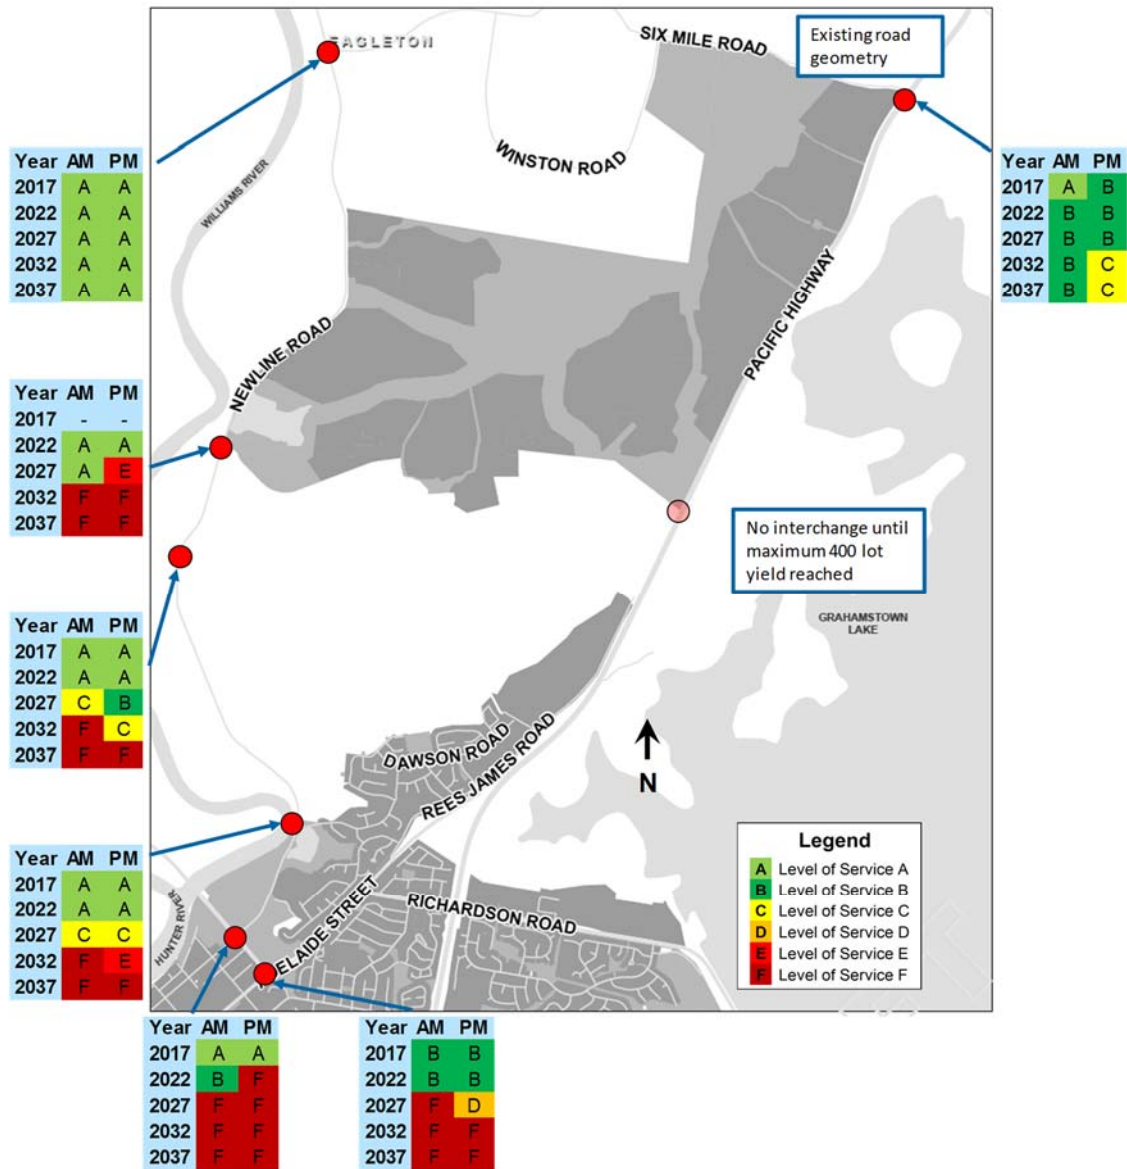 EAGLETON
SIX MILE ROAD
Existing road
geometry
WINSTON ROAD
WILLIAMS RIVER
Year AM PM
2017 A A
2022 A A
2027 A A
2032 A A
2037 A A
Year AM PM
2017 A B
2022 B B
2027 B B
2032 B C
2037 B C
PACIFIC HIGHWAY
NEWLINE ROAD
Year AM PM
2017 - -
2022 A A
2027 A E
2032 F F
2037 F F
No interchange until
maximum 400 lot
yield reached
GRAHAMSTOWN
LAKE
Year AM PM
2017 A A
2022 A A
2027 C B
2032 F C
2037 F F
DAWSON ROAD
REES JAMES ROAD
N
Year AM PM
2017 A A
2022 A A
2027 C C
2032 F E
2037 F F
HUNTER RIVER
ELAIDE STREET
RICHARDSON ROAD
Legend
A Level of Service A
B Level of Service B
C Level of Service C
D Level of Service D
E Level of Service E
F Level of Service F
Year AM PM
2017 A A
2022 B F
2027 F F
2032 F F
2037 F F
Year AM PM
2017 B B
2022 B B
2027 F D
2032 F F
2037 F F